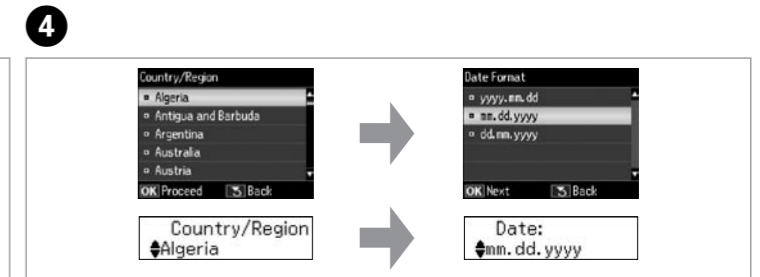 4
Country/Region
Algeria
Antigua and Barbuda
Argentina
Australia
Austria
OK Proceed Back
Date Format
yyyy.mm.dd
mm.dd.yyyy
dd.mm.yyyy
OK Next Back
Country/Region
Algeria
Date:
mm.dd.yyyy